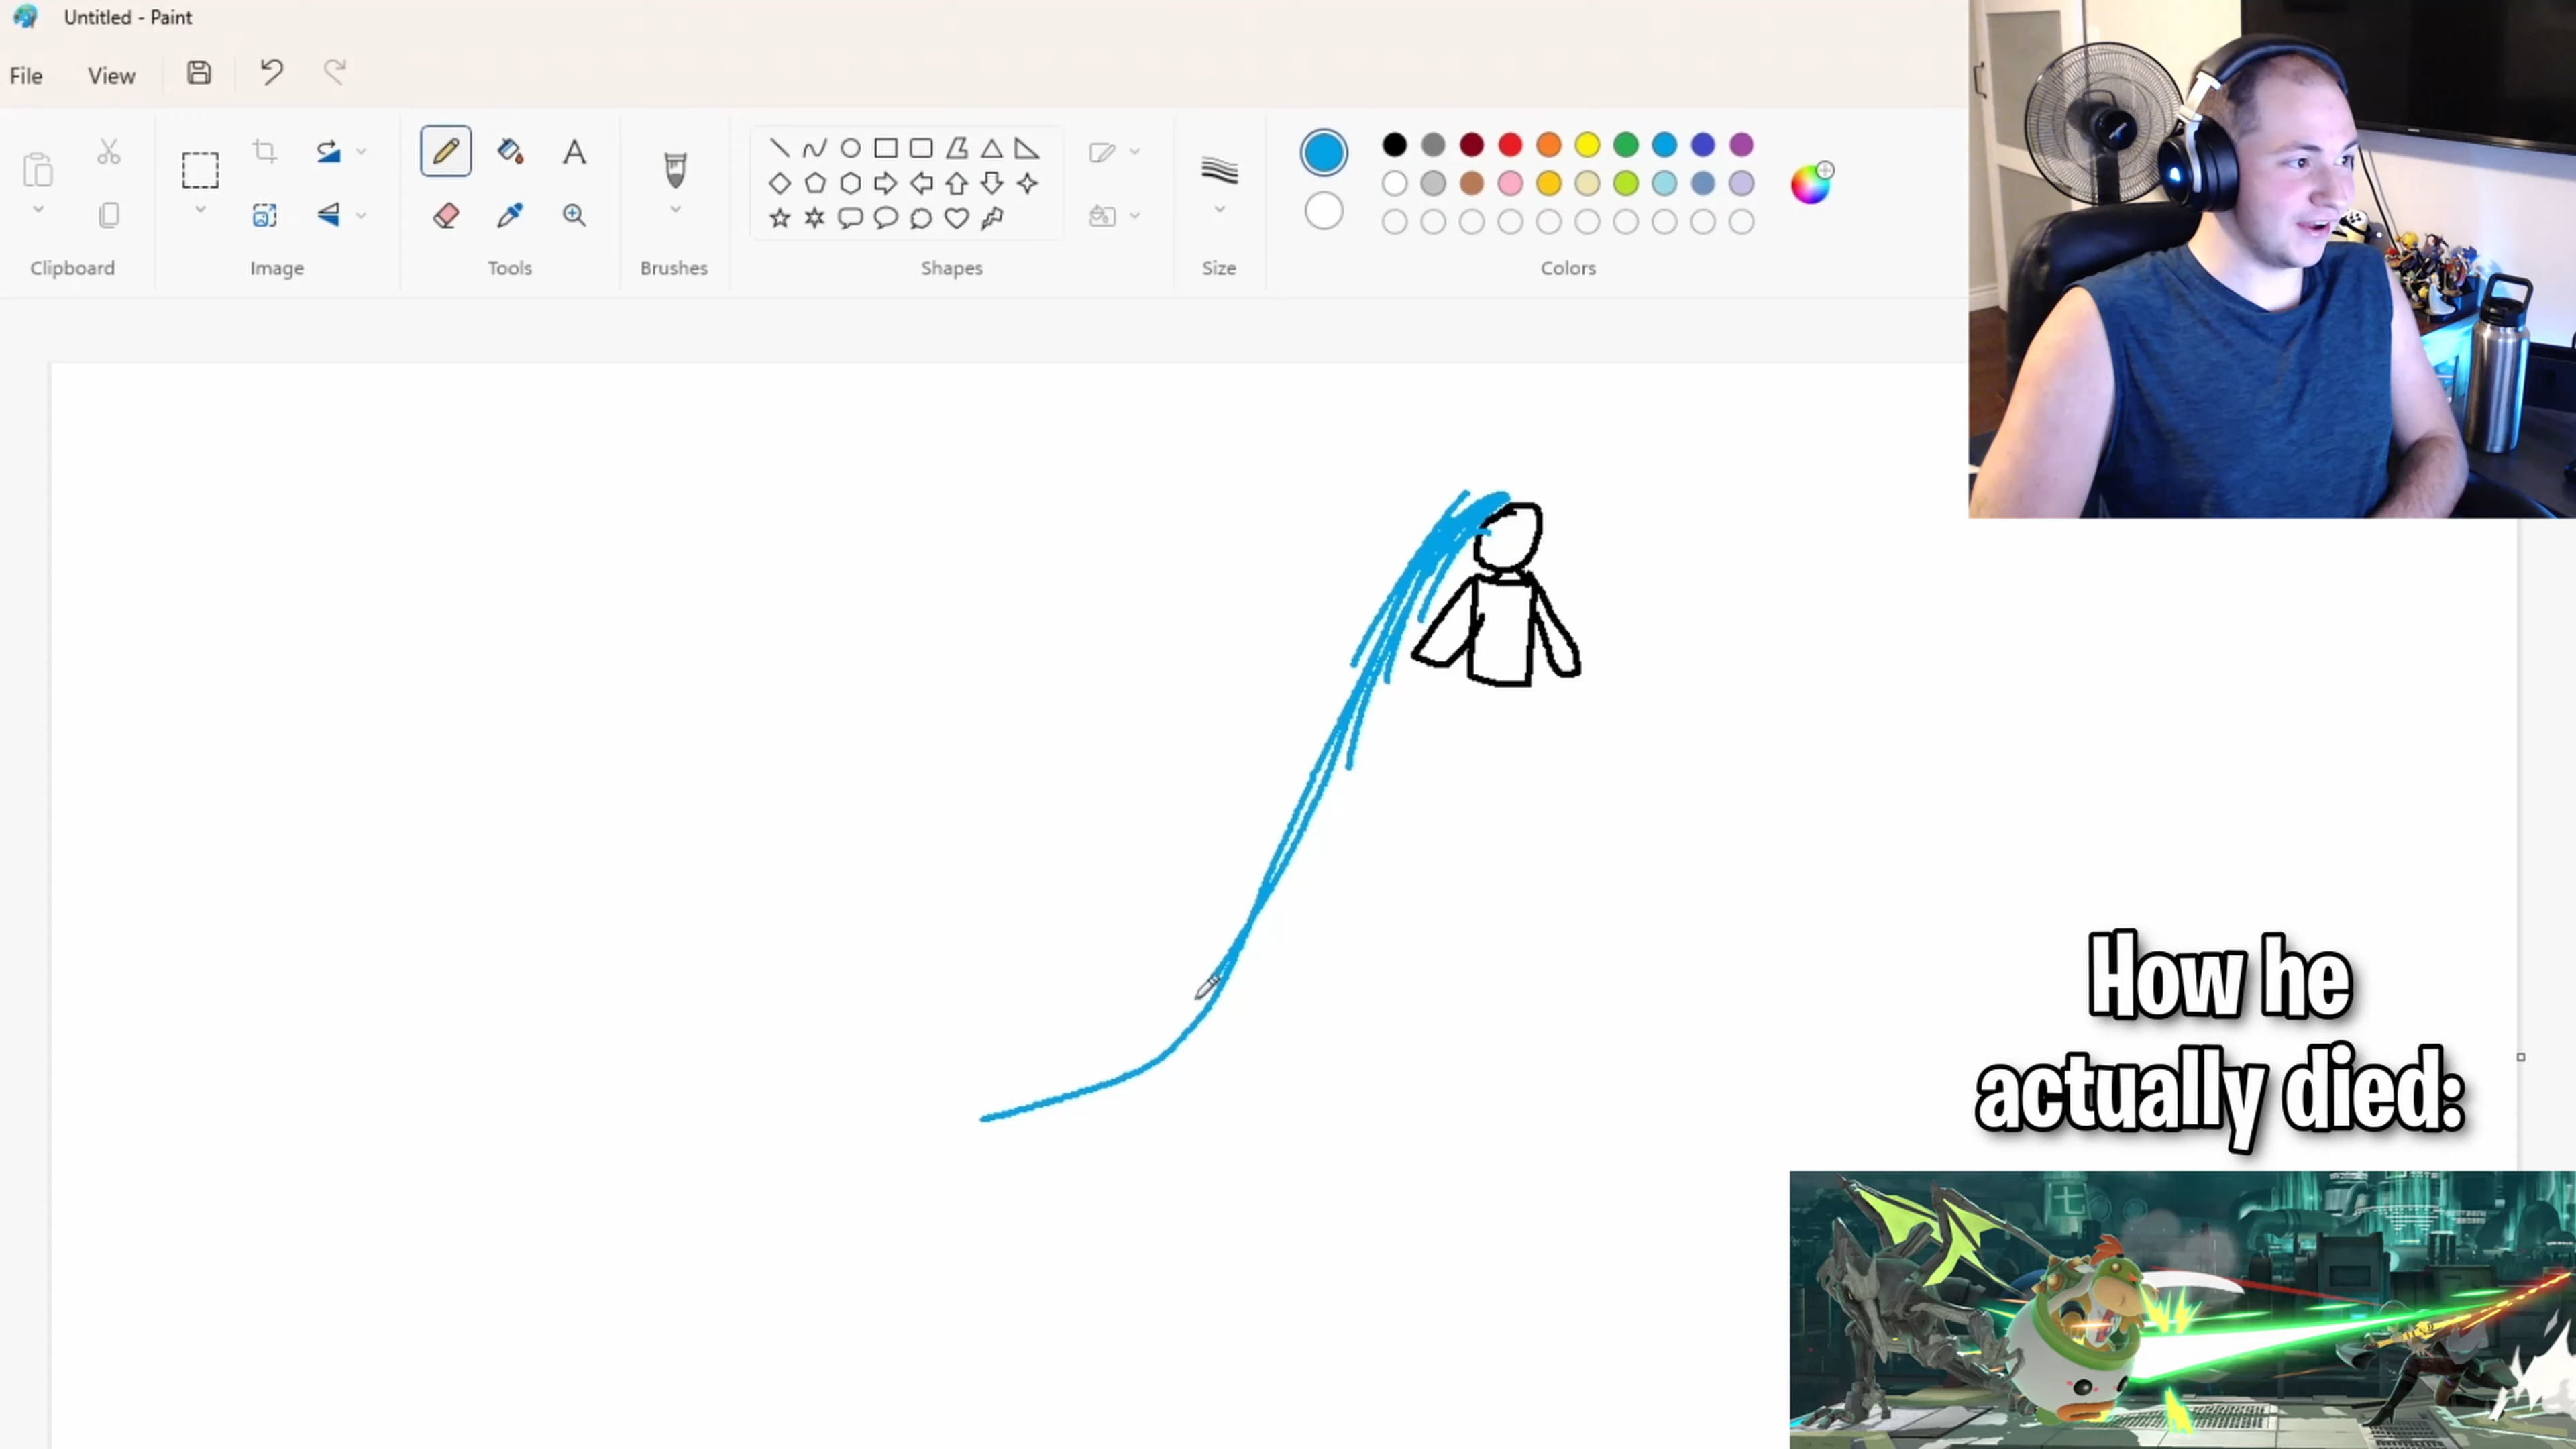 Untitled - Paint
File View
Clipboard Image Tools Brushes Shapes Size Colors
How he
actually died: